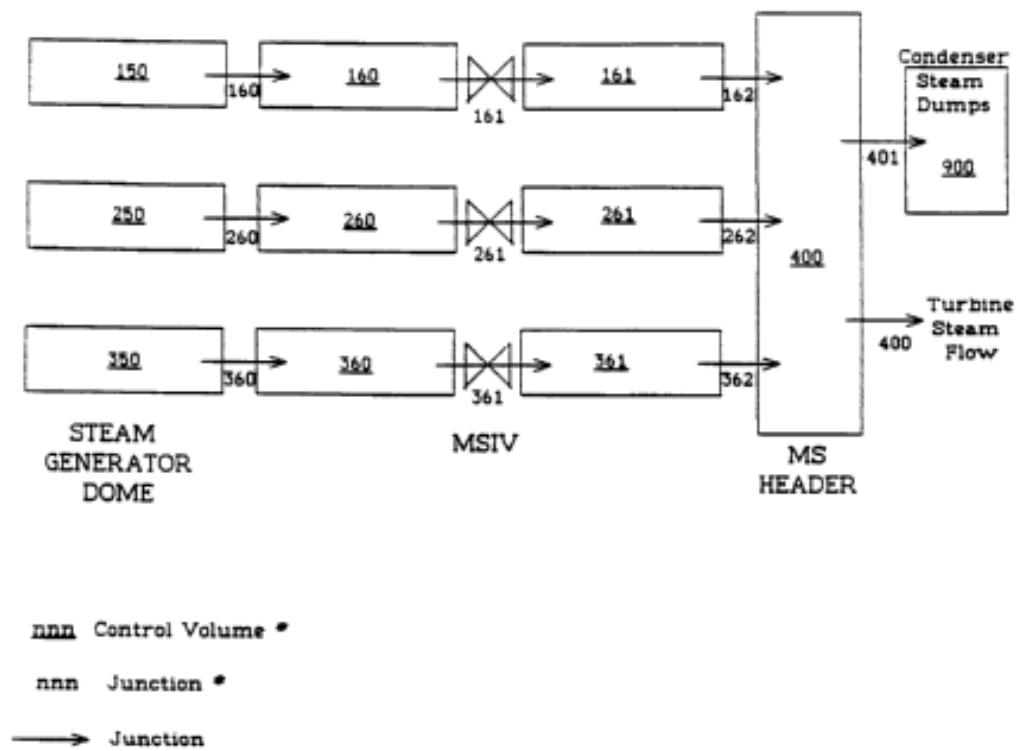 150
160
160
161
161
162
250
260
260
261
261
262
350
360
360
361
361
362
400
401
Condenser
Steam
Dumps
900
400
Turbine
Steam
Flow
STEAM
GENERATOR
DOME
MSIV
MS
HEADER
nnn Control Volume #
nnn Junction #
Junction